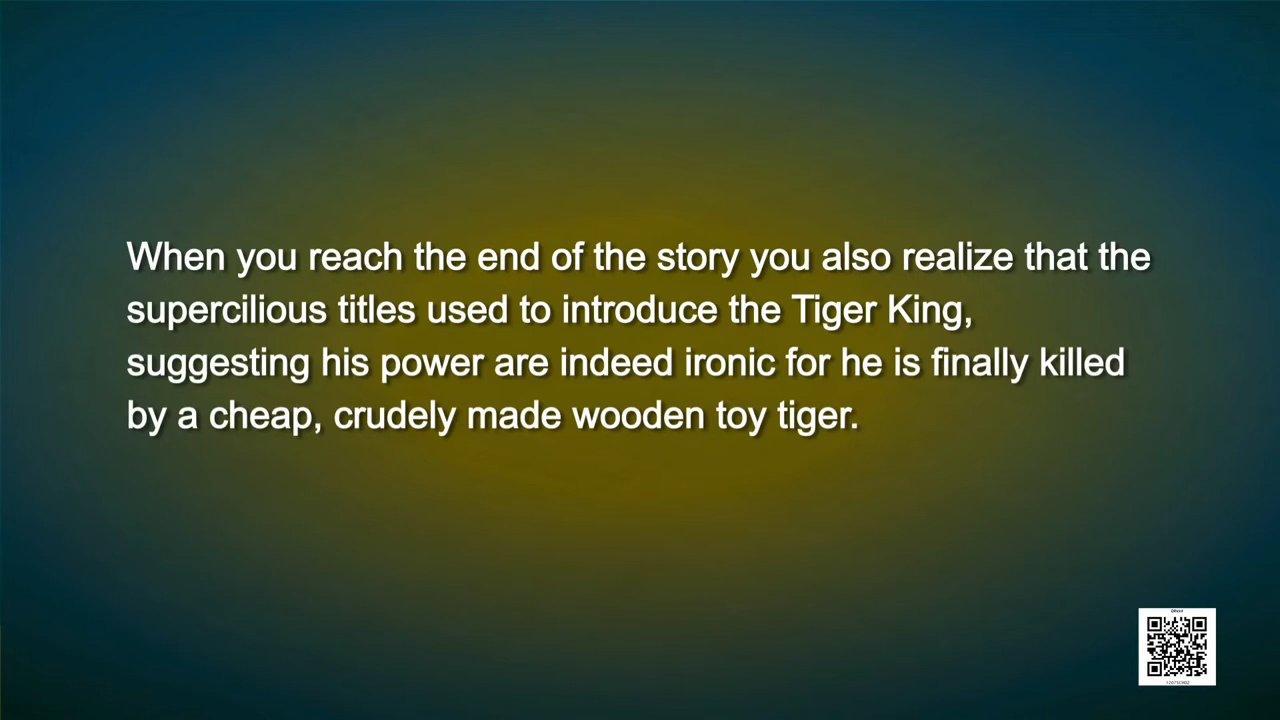 When you reach the end of the story you also realize that the
supercilious titles used to introduce the Tiger King,
suggesting his power are indeed ironic for he is finally killed
by a cheap, crudely made wooden toy tiger.